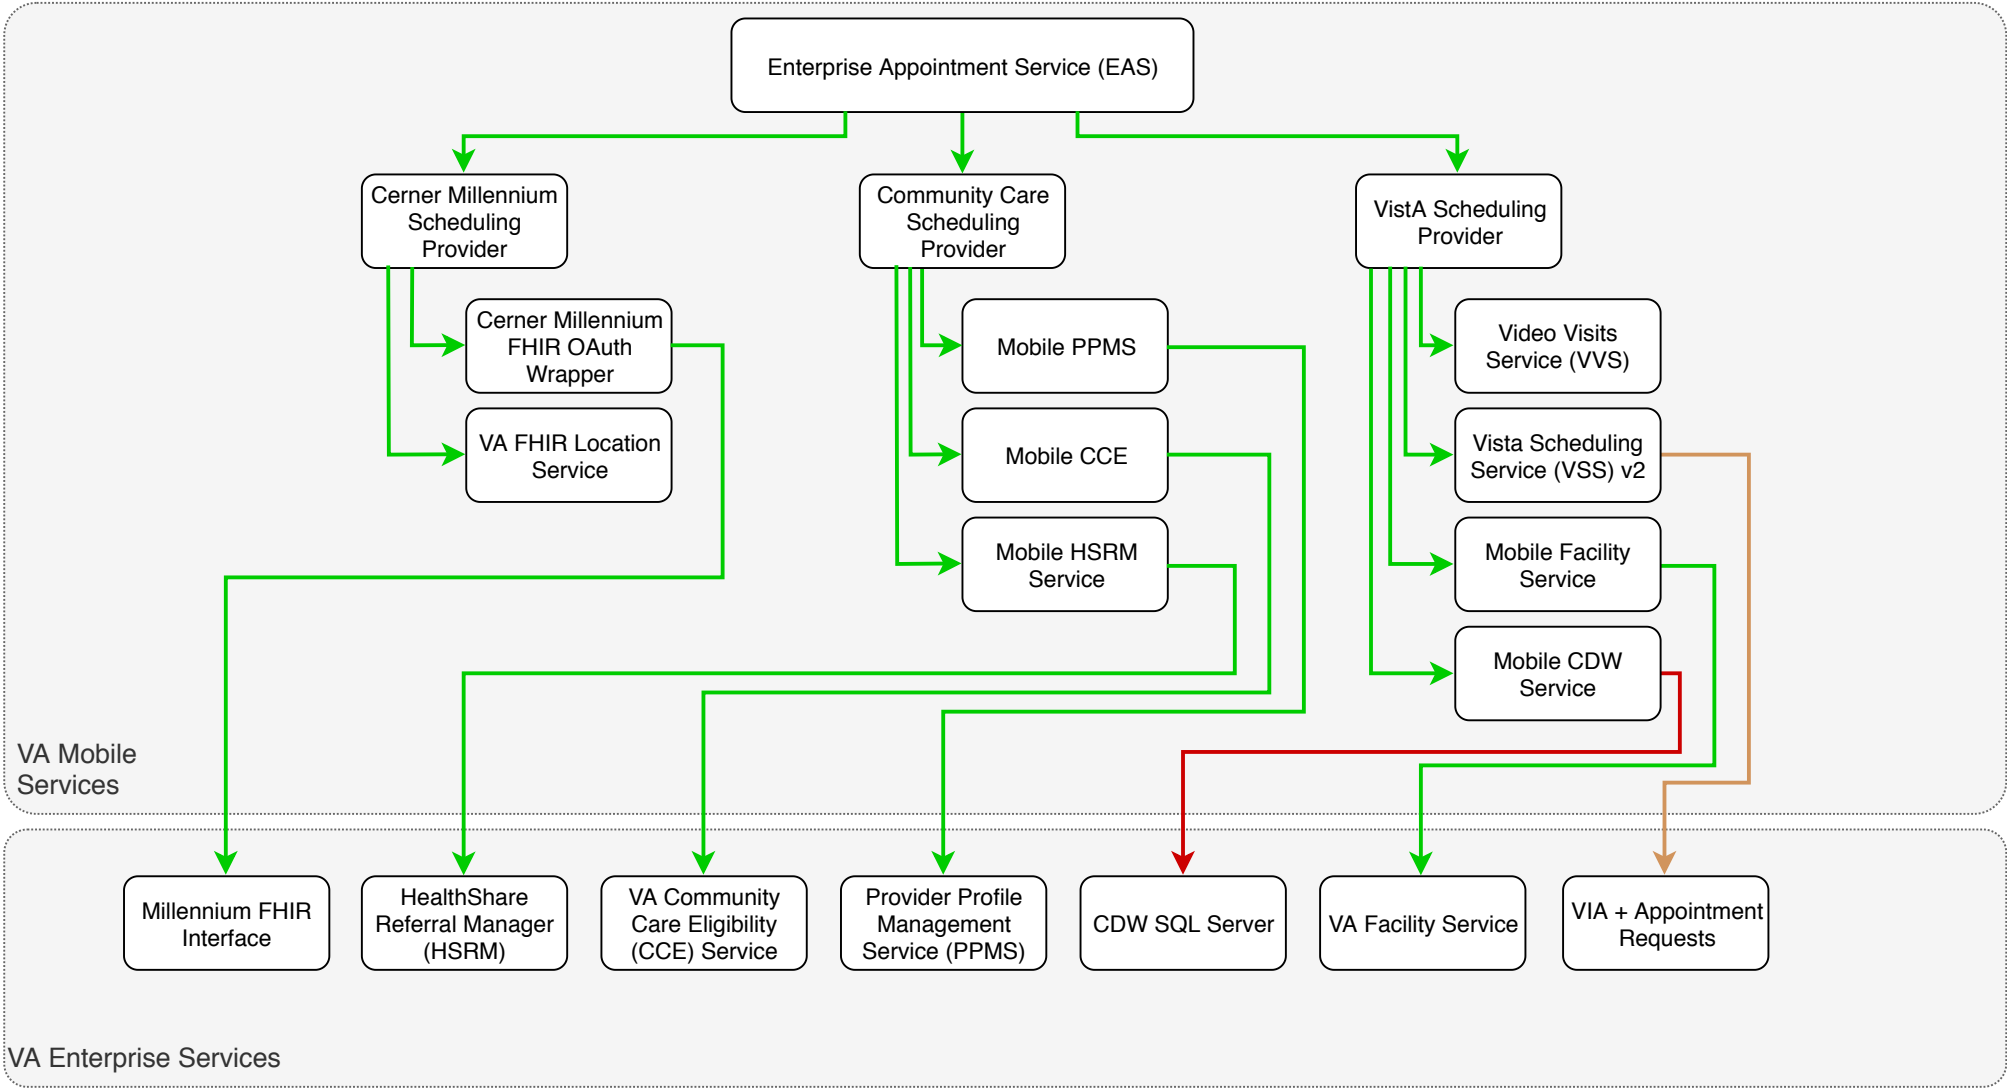 Enterprise Appointment Service (EAS)
Cerner Millennium
Scheduling
Provider
Community Care
Scheduling
Provider
VistA Scheduling
Provider
Cerner Millennium
FHIR OAuth
Wrapper
VA FHIR Location
Service
Mobile PPMS
Mobile CCE
Mobile HSRM
Service
Video Visits
Service (VVS)
Vista Scheduling
Service (VSS) v2
Mobile Facility
Service
Mobile CDW
Service
VA Mobile
Services
Millennium FHIR
Interface
HealthShare
Referral Manager
(HSRM)
VA Community
Care Eligibility
(CCE) Service
Provider Profile
Management
Service (PPMS)
CDW SQL Server
VA Facility Service
VIA + Appointment
Requests
VA Enterprise Services